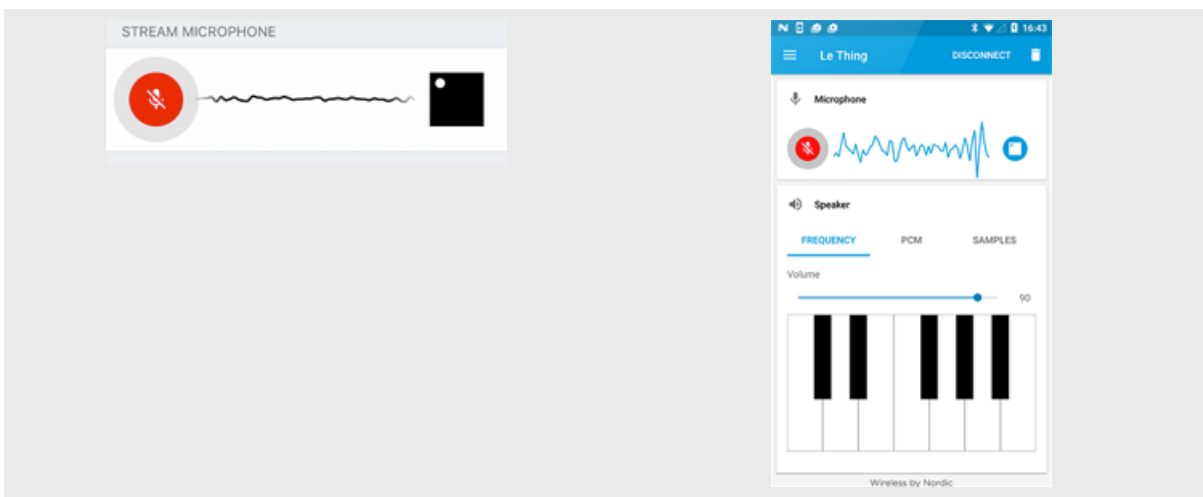 STREAM MICROPHONE
16:43
Le Thing DISCONNECT
Microphone
Speaker
FREQUENCY PCM SAMPLES
Volume
90
Wireless by Nordic